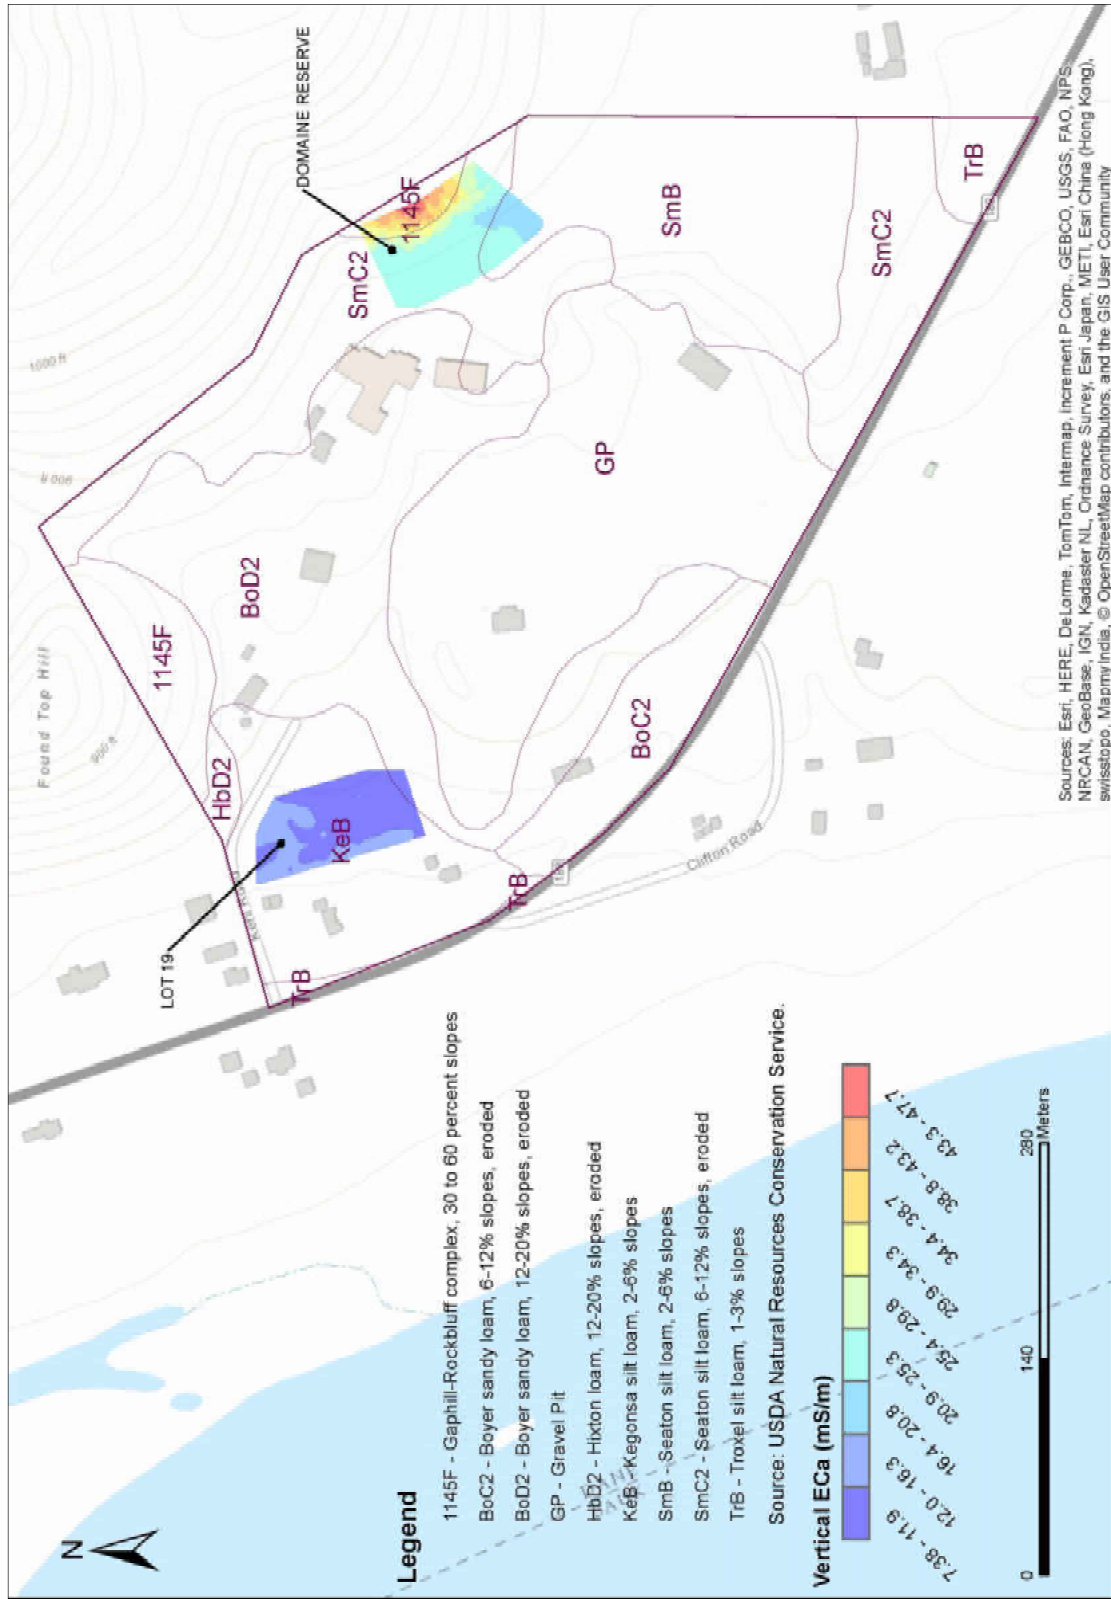 N
Found Top Hill
900 ft
900 ft
1000 ft
LOT 19
DOMAINE RESERVE
1145F
HbD2
BoD2
SmC2
1145F
TrB
KeB
TrB
BoC2
GP
SmB
SmC2
TrB
Clifton Road
Legend
1145F - Gaphill-Rockbluff complex, 30 to 60 percent slopes
BoC2 - Boyer sandy loam, 6-12% slopes, eroded
BoD2 - Boyer sandy loam, 12-20% slopes, eroded
GP - Gravel Pit
HbD2 - Hixton loam, 12-20% slopes, eroded
KeB - Kegonsa silt loam, 2-6% slopes
SmB - Seaton silt loam, 2-6% slopes
SmC2 - Seaton silt loam, 6-12% slopes, eroded
TrB - Troxel silt loam, 1-3% slopes
Source: USDA Natural Resources Conservation Service.
Vertical ECa (mS/m)
7.38 - 11.9
12.0 - 16.3
16.4 - 20.8
20.9 - 25.3
25.4 - 29.8
29.9 - 34.3
34.4 - 38.7
38.8 - 43.2
43.3 - 47.7
0 140 280
Meters
Sources: Esri, HERE, DeLorme, TomTom, Intermap, increment P Corp., GEBCO, USGS, FAO, NPS,
NRCAN, GeoBase, IGN, Kadaster NL, Ordnance Survey, Esri Japan, METI, Esri China (Hong Kong),
swisstopo, MapmyIndia, © OpenStreetMap contributors, and the GIS User Community